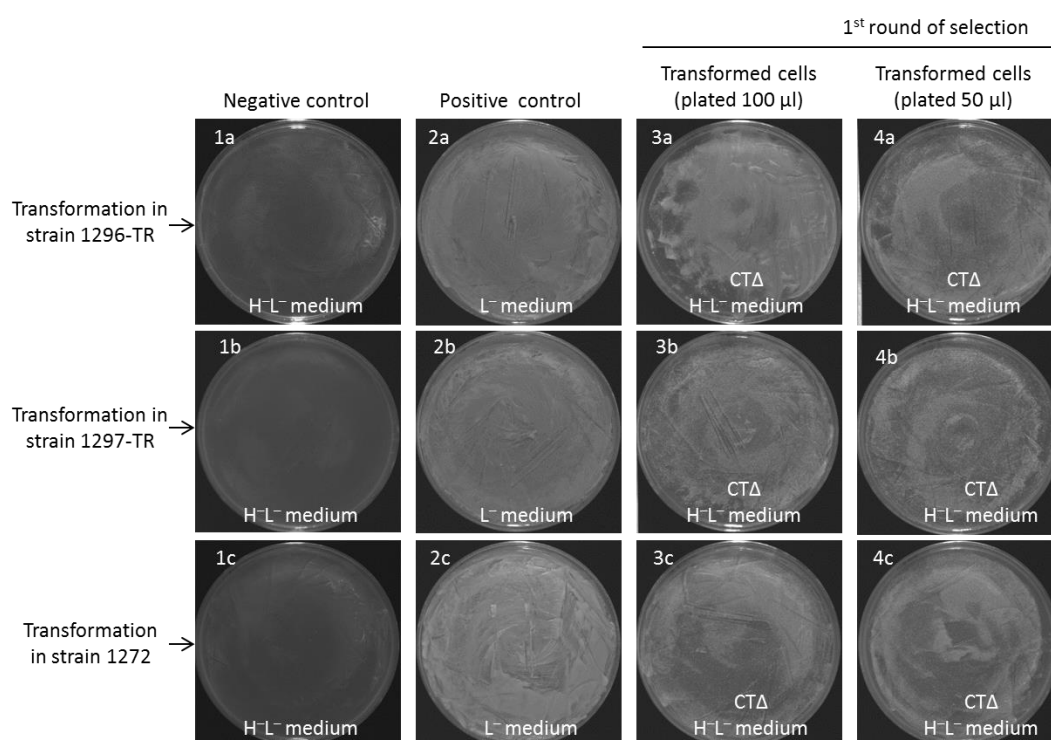 1st round of selection
Negative control
Positive control
Transformed cells
(plated 100 µl)
Transformed cells
(plated 50 µl)
Transformation in
strain 1296-TR
1a
H⁻L⁻ medium
2a
L⁻ medium
3a
CTΔ
H⁻L⁻ medium
4a
CTΔ
H⁻L⁻ medium
Transformation in
strain 1297-TR
1b
H⁻L⁻ medium
2b
L⁻ medium
3b
CTΔ
H⁻L⁻ medium
4b
CTΔ
H⁻L⁻ medium
Transformation
in strain 1272
1c
H⁻L⁻ medium
2c
L⁻ medium
3c
CTΔ
H⁻L⁻ medium
4c
CTΔ
H⁻L⁻ medium